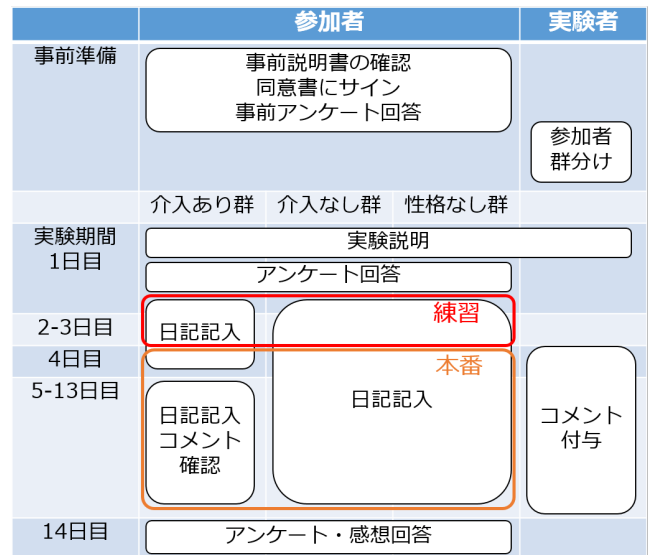 参加者
実験者
事前準備
事前説明書の確認
同意書にサイン
事前アンケート回答
参加者
群分け
介入あり群
介入なし群
性格なし群
実験期間
1日目
実験説明
アンケート回答
練習
2-3日目
日記記入
4日目
本番
5-13日目
日記記入
コメント
確認
日記記入
コメント
付与
14日目
アンケート・感想回答